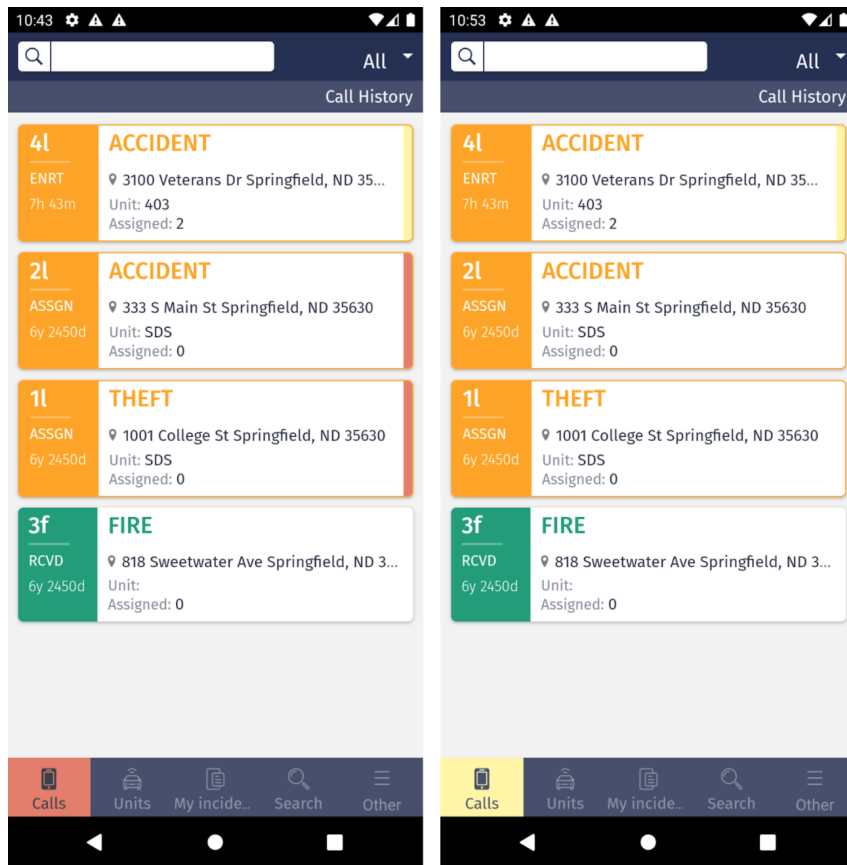 10:43
All
Call History
4l
ENRT
7h 43m
ACCIDENT
3100 Veterans Dr Springfield, ND 35...
Unit: 403
Assigned: 2
2l
ASSGN
6y 2450d
ACCIDENT
333 S Main St Springfield, ND 35630
Unit: SDS
Assigned: 0
1l
ASSGN
6y 2450d
THEFT
1001 College St Springfield, ND 35630
Unit: SDS
Assigned: 0
3f
RCVD
6y 2450d
FIRE
818 Sweetwater Ave Springfield, ND 3...
Unit:
Assigned: 0
Calls Units My incide... Search Other
10:53
All
Call History
4l
ENRT
7h 43m
ACCIDENT
3100 Veterans Dr Springfield, ND 35...
Unit: 403
Assigned: 2
2l
ASSGN
6y 2450d
ACCIDENT
333 S Main St Springfield, ND 35630
Unit: SDS
Assigned: 0
1l
ASSGN
6y 2450d
THEFT
1001 College St Springfield, ND 35630
Unit: SDS
Assigned: 0
3f
RCVD
6y 2450d
FIRE
818 Sweetwater Ave Springfield, ND 3...
Unit:
Assigned: 0
Calls Units My incide... Search Other